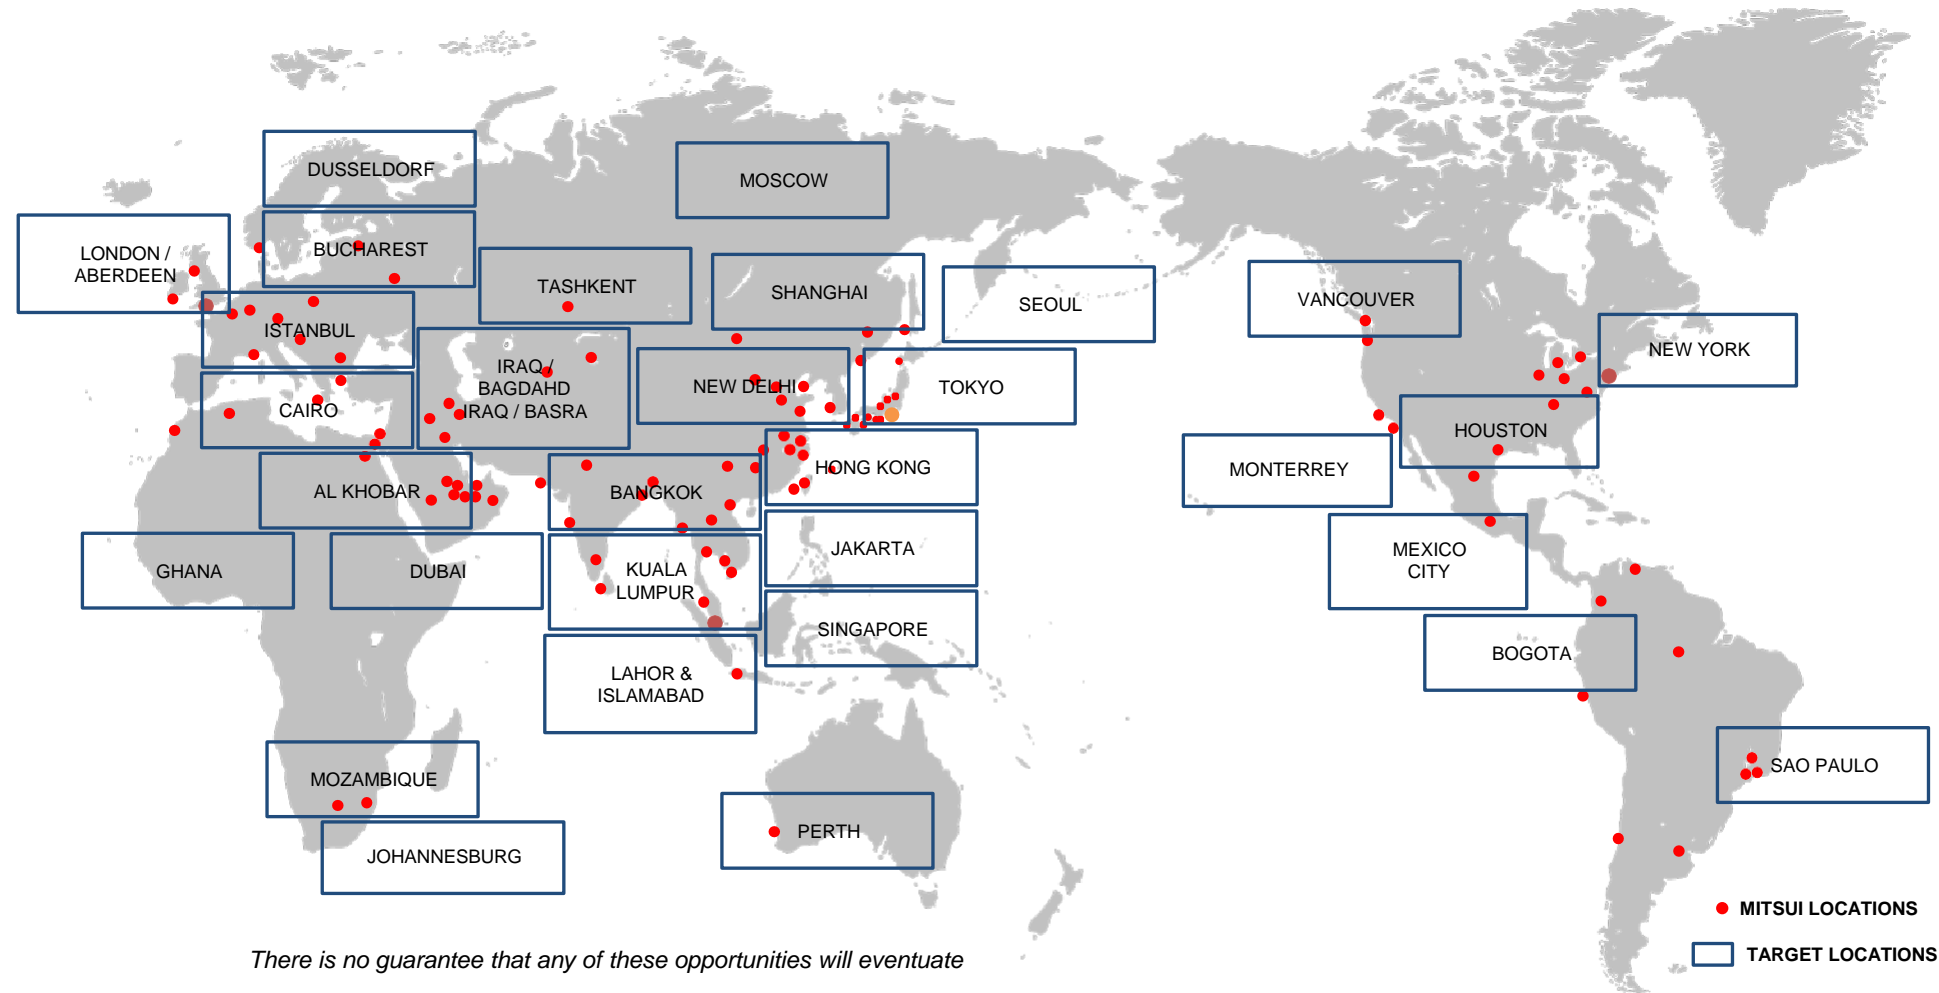 DUSSELDORF
MOSCOW
LONDON /
ABERDEEN
BUCHAREST
TASHKENT
SHANGHAI
SEOUL
VANCOUVER
NEW YORK
ISTANBUL
IRAQ /
BAGDAHD
IRAQ / BASRA
NEW DELHI
TOKYO
CAIRO
HOUSTON
MONTERREY
AL KHOBAR
BANGKOK
HONG KONG
GHANA
DUBAI
KUALA
LUMPUR
JAKARTA
MEXICO
CITY
SINGAPORE
LAHOR &
ISLAMABAD
BOGOTA
MOZAMBIQUE
PERTH
SAO PAULO
JOHANNESBURG
MITSUI LOCATIONS
TARGET LOCATIONS
There is no guarantee that any of these opportunities will eventuate